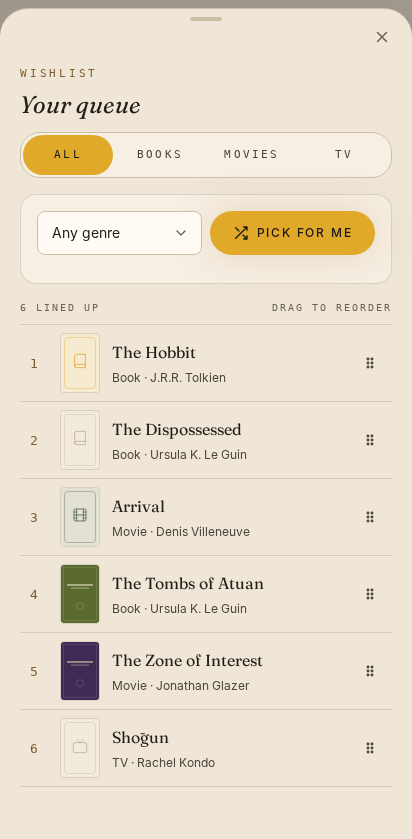 WISHLIST
Your queue
ALL BOOKS MOVIES TV
Any genre PICK FOR ME
6 LINED UP DRAG TO REORDER
1 The Hobbit
Book · J.R.R. Tolkien
2 The Dispossessed
Book · Ursula K. Le Guin
3 Arrival
Movie · Denis Villeneuve
4 The Tombs of Atuan
Book · Ursula K. Le Guin
5 The Zone of Interest
Movie · Jonathan Glazer
6 Shōgun
TV · Rachel Kondo